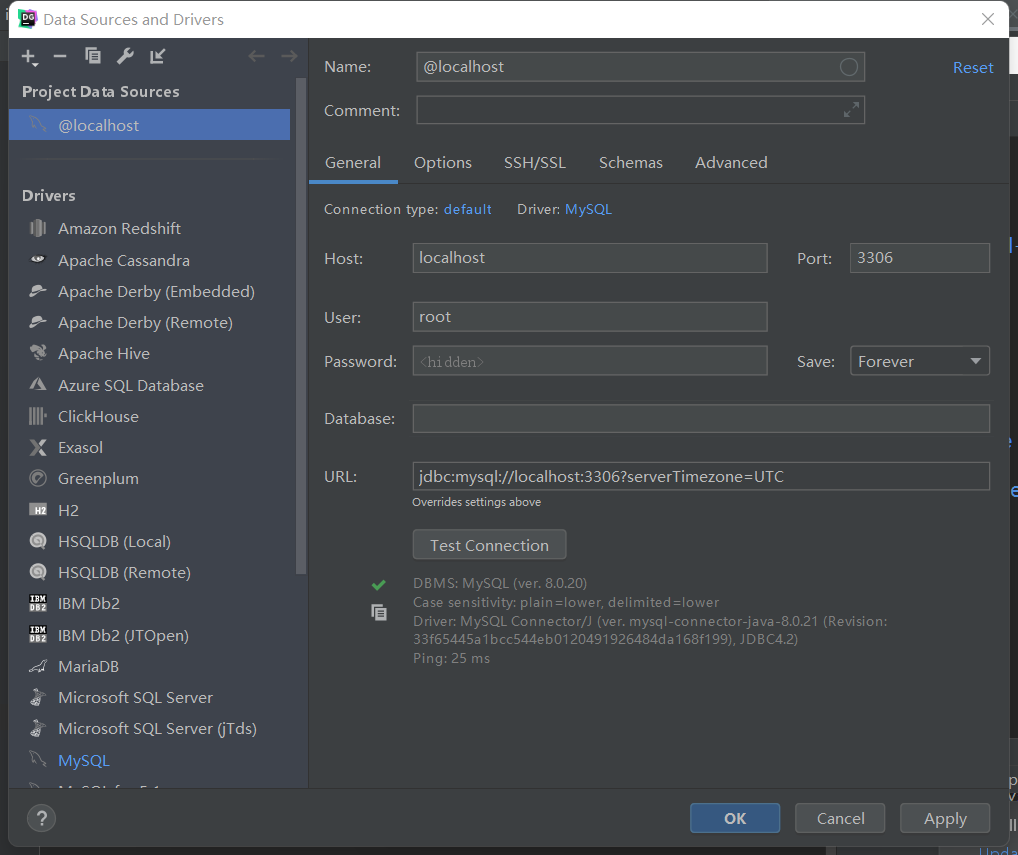 DG
Data Sources and Drivers
Project Data Sources
@localhost
Drivers
Amazon Redshift
Apache Cassandra
Apache Derby (Embedded)
Apache Derby (Remote)
Apache Hive
Azure SQL Database
ClickHouse
Exasol
Greenplum
H2 H2
HSQLDB (Local)
HSQLDB (Remote)
IBM DB2 IBM Db2
IBM DB2 IBM Db2 (JTOpen)
MariaDB
Microsoft SQL Server
Microsoft SQL Server (jTds)
MySQL
Name: @localhost Reset
Comment:
General Options SSH/SSL Schemas Advanced
Connection type: default Driver: MySQL
Host: localhost Port: 3306
User: root
Password: <hidden> Save: Forever
Database:
URL: jdbc:mysql://localhost:3306?serverTimezone=UTC
Overrides settings above
Test Connection
DBMS: MySQL (ver. 8.0.20)
Case sensitivity: plain=lower, delimited=lower
Driver: MySQL Connector/J (ver. mysql-connector-java-8.0.21 (Revision:
33f65445a1bcc544eb0120491926484da168f199), JDBC4.2)
Ping: 25 ms
? OK Cancel Apply